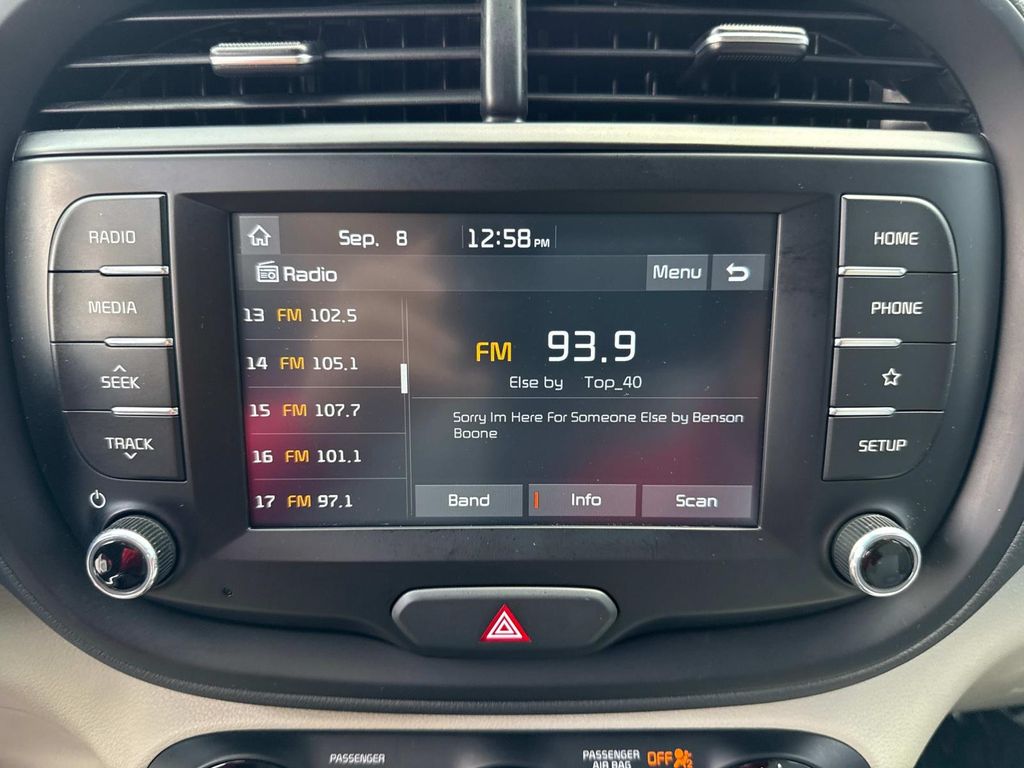 RADIO
MEDIA
SEEK
TRACK
Sep. 8 12:58 PM
Radio Menu
13 FM 102.5
14 FM 105.1
15 FM 107.7
16 FM 101.1
17 FM 97.1
FM 93.9
Else by Top_40
Sorry Im Here For Someone Else by Benson
Boone
Band Info Scan
HOME
PHONE
SETUP
PASSENGER
PASSENGER
AIR BAG OFF 2